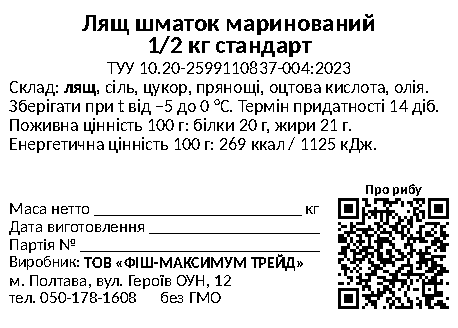 Лящ шматок маринований
1/2 кг стандарт
ТУУ 10.20-2599110837-004:2023
Склад: лящ, сіль, цукор, прянощі, оцтова кислота, олія.
Зберігати при t від −5 до 0 °С. Термін придатності 14 діб.
Поживна цінність 100 г: білки 20 г, жири 21 г.
Енергетична цінність 100 г: 269 ккал / 1125 кДж.
Про рибу
Маса нетто ____________________________ кг
Дата виготовлення _______________________
Партія № ________________________________
Виробник: ТОВ «ФІШ-МАКСИМУМ ТРЕЙД»
м. Полтава, вул. Героїв ОУН, 12
тел. 050-178-1608 без ГМО